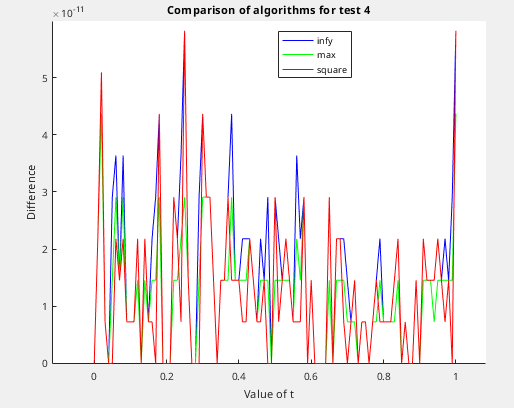 Comparison of algorithms for test 4
×10⁻¹¹
infy
max
square
5
4
3
2
1
0
Difference
0
0.2
0.4
0.6
0.8
1
Value of t